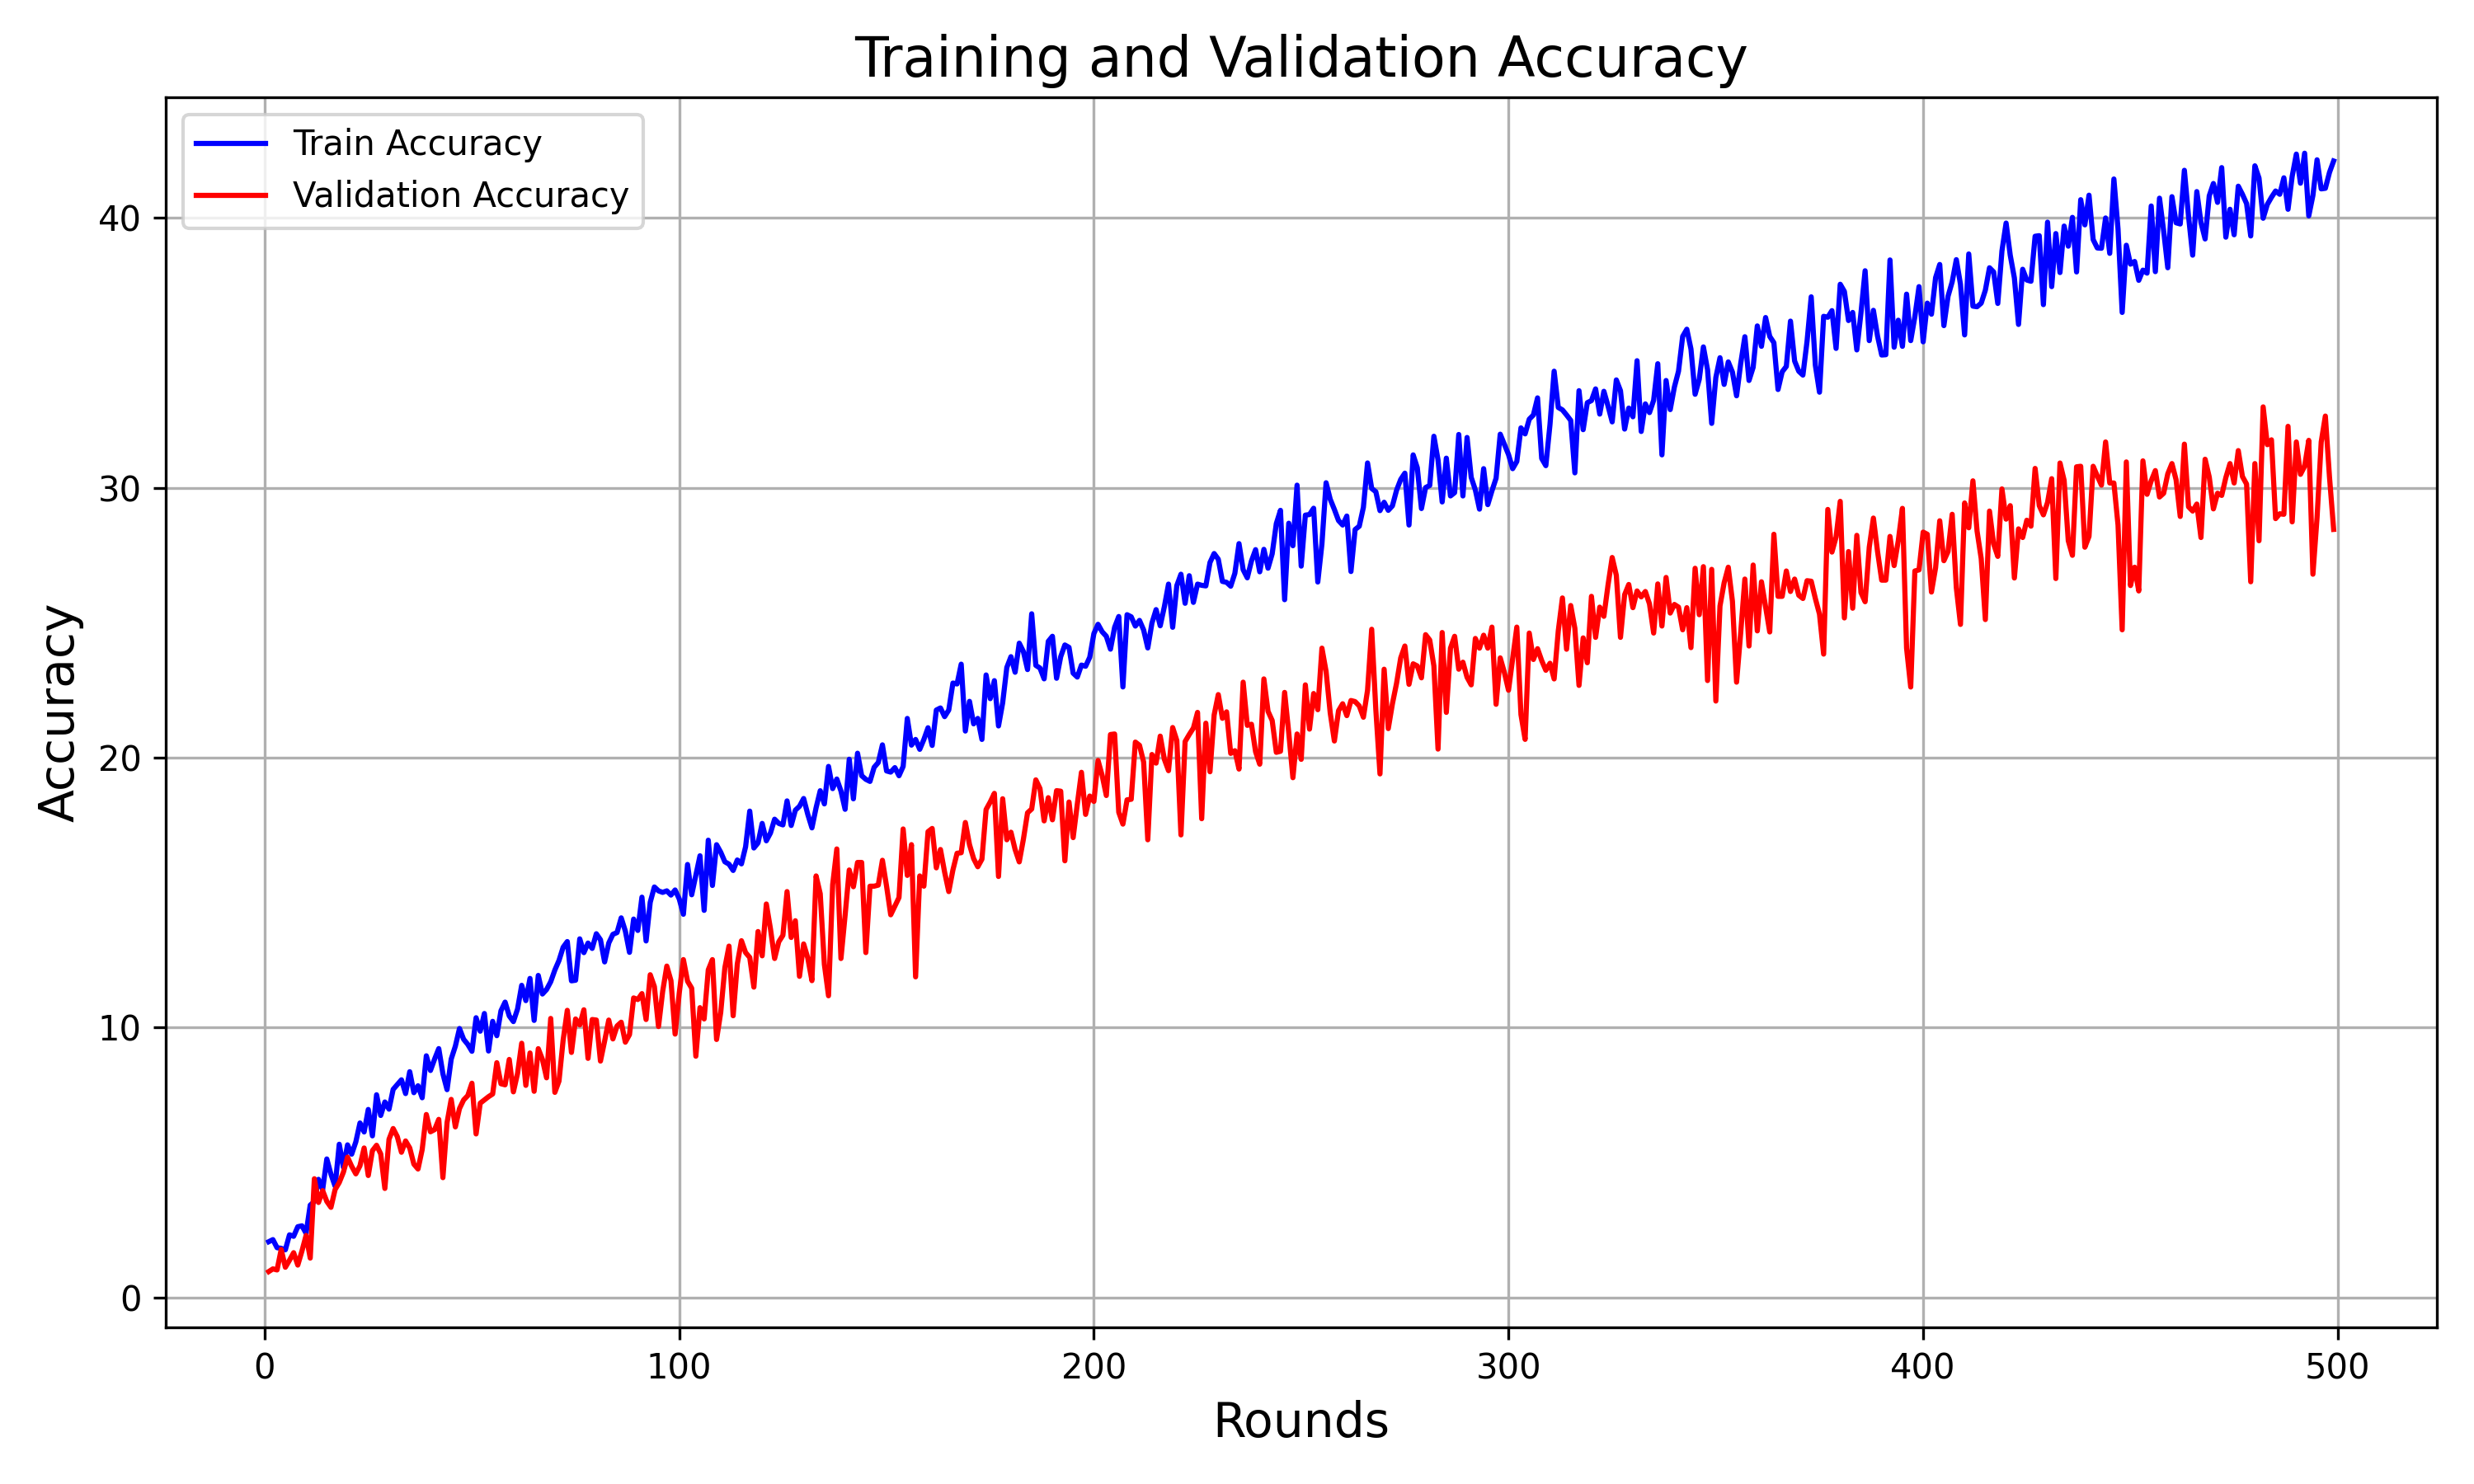 Training and Validation Accuracy
Train Accuracy
Validation Accuracy
40
30
20
10
0
0 100 200 300 400 500
Accuracy
Rounds